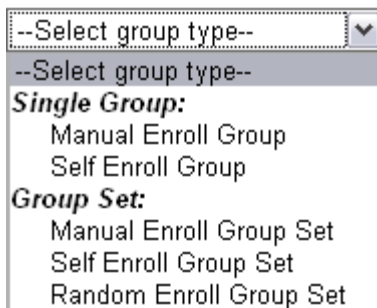 --Select group type--
--Select group type--
Single Group:
Manual Enroll Group
Self Enroll Group
Group Set:
Manual Enroll Group Set
Self Enroll Group Set
Random Enroll Group Set